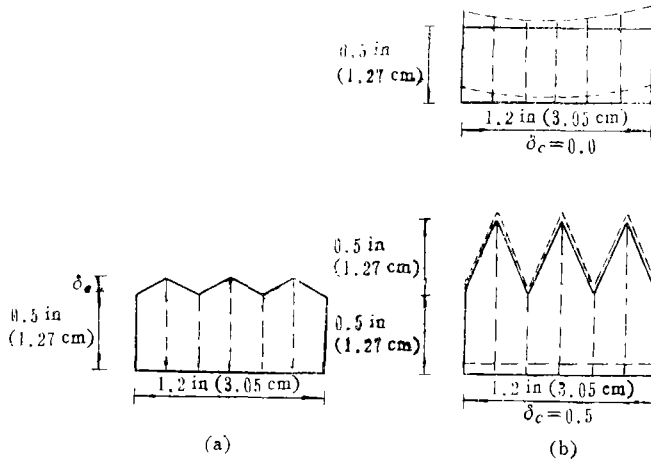 0.5 in
(1.27 cm)
1.2 in (3.05 cm)
δc=0.0
δe
0.5 in
(1.27 cm)
1.2 in (3.05 cm)
(a)
0.5 in
(1.27 cm)
0.5 in
(1.27 cm)
1.2 in (3.05 cm)
δc=0.5
(b)